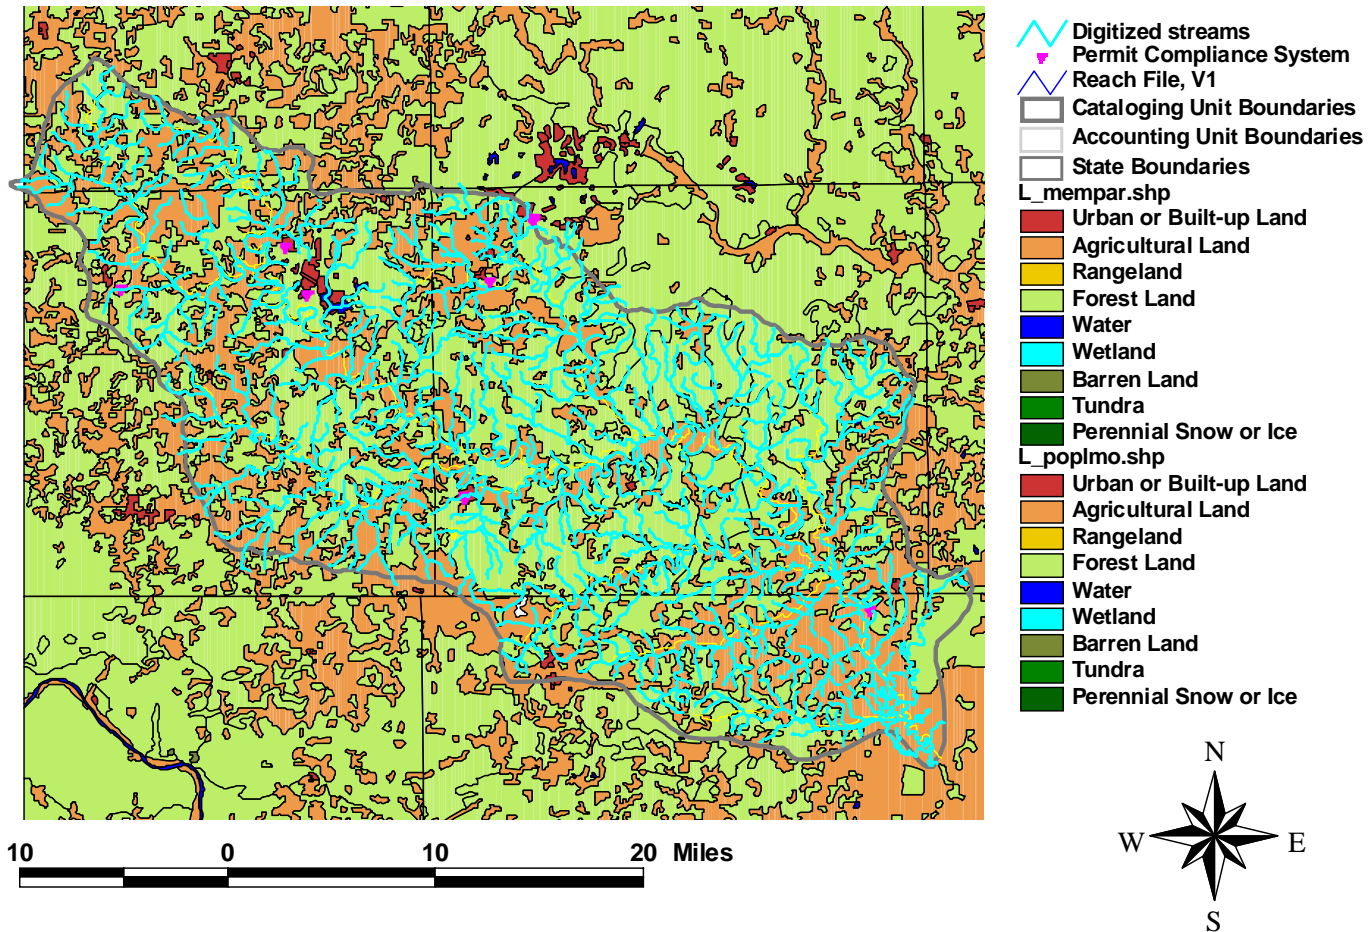 Digitized streams
Permit Compliance System
Reach File, V1
Cataloging Unit Boundaries
Accounting Unit Boundaries
State Boundaries
L_mempar.shp
Urban or Built-up Land
Agricultural Land
Rangeland
Forest Land
Water
Wetland
Barren Land
Tundra
Perennial Snow or Ice
L_poplmo.shp
Urban or Built-up Land
Agricultural Land
Rangeland
Forest Land
Water
Wetland
Barren Land
Tundra
Perennial Snow or Ice
N
W E
S
10 0 10 20 Miles